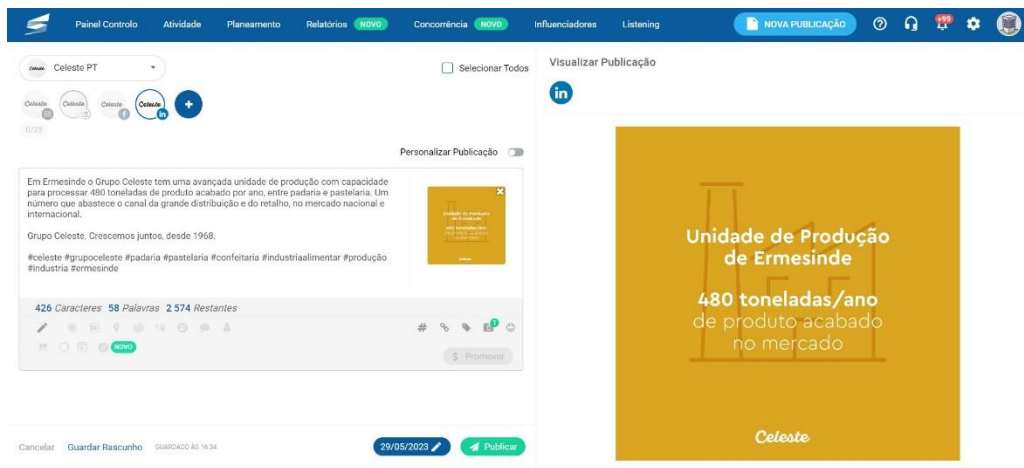 Painel Controlo
Atividade
Planeamento
Relatórios NOVO
Concorrência NOVO
Influenciadores
Listening
NOVA PUBLICAÇÃO
+99
Celeste PT
Selecionar Todos
Celeste
Celeste
Celeste
Celeste
in
0/25
Personalizar Publicação
Em Ermesinde o Grupo Celeste tem uma avançada unidade de produção com capacidade
para processar 480 toneladas de produto acabado por ano, entre padaria e pastelaria. Um
número que abastece o canal da grande distribuição e do retalho, no mercado nacional e
internacional.
Grupo Celeste. Crescemos juntos, desde 1968.
#celeste #grupoceleste #padaria #pastelaria #confeitaria #industriaalimentar #produção
#industria #ermesinde
426 Caracteres 58 Palavras 2 574 Restantes
NOVO
1
$ Promover
Cancelar
Guardar Rascunho
GUARDADO ÀS 16:34
29/05/2023
Publicar
Visualizar Publicação
in
Unidade de Produção
de Ermesinde
480 toneladas/ano
de produto acabado
no mercado
Celeste